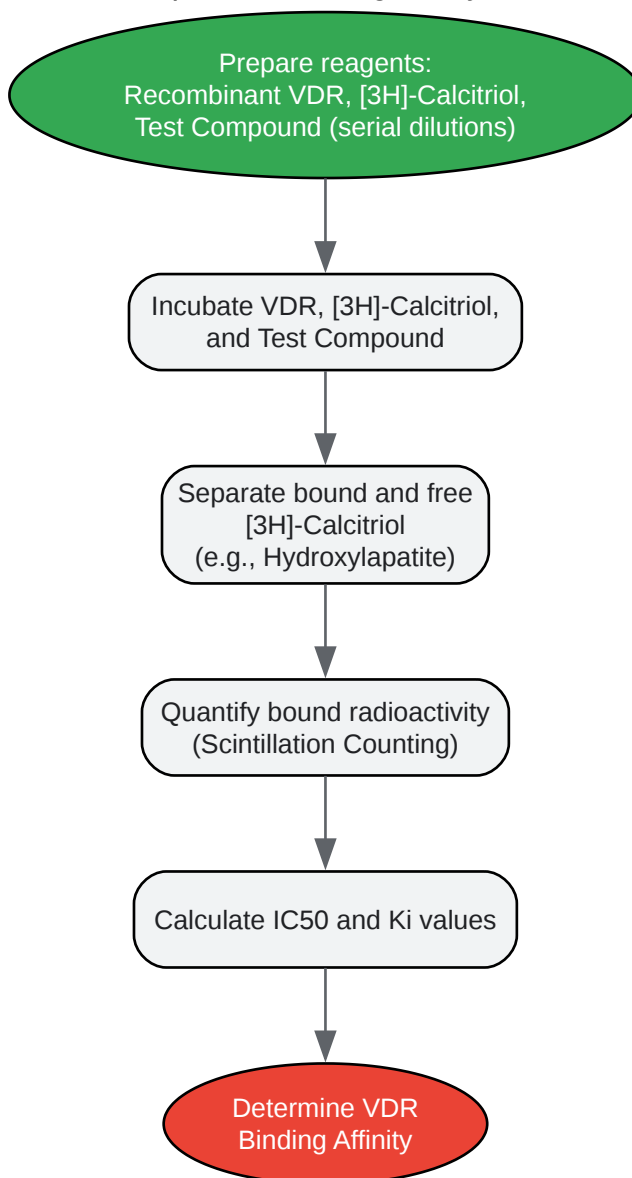 Prepare reagents:
Recombinant VDR, [3H]-Calcitriol,
Test Compound (serial dilutions)
Incubate VDR, [3H]-Calcitriol,
and Test Compound
Separate bound and free
[3H]-Calcitriol
(e.g., Hydroxylapatite)
Quantify bound radioactivity
(Scintillation Counting)
Calculate IC50 and Ki values
Determine VDR
Binding Affinity